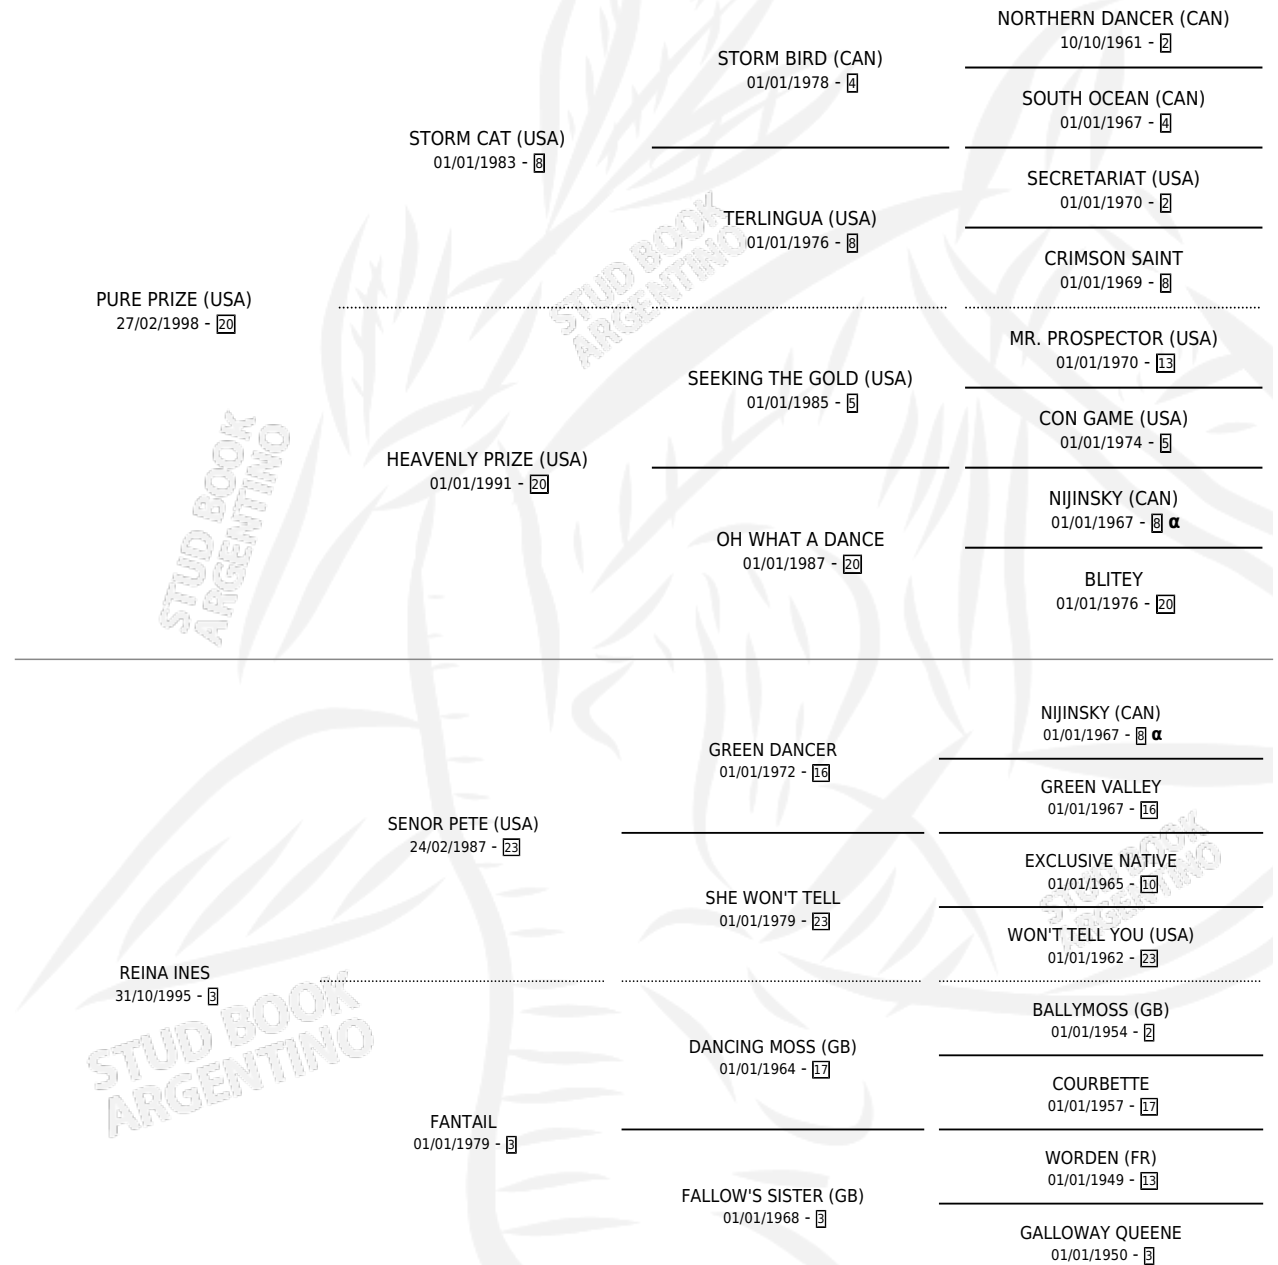 NORTHERN DANCER (CAN)
10/10/1961 - 2
STORM BIRD (CAN)
01/01/1978 - 4
SOUTH OCEAN (CAN)
01/01/1967 - 4
STORM CAT (USA)
01/01/1983 - 8
SECRETARIAT (USA)
01/01/1970 - 2
TERLINGUA (USA)
01/01/1976 - 8
CRIMSON SAINT
01/01/1969 - 8
PURE PRIZE (USA)
27/02/1998 - 20
MR. PROSPECTOR (USA)
01/01/1970 - 13
SEEKING THE GOLD (USA)
01/01/1985 - 5
CON GAME (USA)
01/01/1974 - 5
HEAVENLY PRIZE (USA)
01/01/1991 - 20
NIJINSKY (CAN)
01/01/1967 - 8 α
OH WHAT A DANCE
01/01/1987 - 20
BLITEY
01/01/1976 - 20
NIJINSKY (CAN)
01/01/1967 - 8 α
GREEN DANCER
01/01/1972 - 16
GREEN VALLEY
01/01/1967 - 16
SENOR PETE (USA)
24/02/1987 - 23
EXCLUSIVE NATIVE
01/01/1965 - 10
SHE WON'T TELL
01/01/1979 - 23
WON'T TELL YOU (USA)
01/01/1962 - 23
REINA INES
31/10/1995 - 3
BALLYMOSS (GB)
01/01/1954 - 2
DANCING MOSS (GB)
01/01/1964 - 17
COURBETTE
01/01/1957 - 17
FANTAIL
01/01/1979 - 3
WORDEN (FR)
01/01/1949 - 13
FALLOW'S SISTER (GB)
01/01/1968 - 3
GALLOWAY QUEENE
01/01/1950 - 3
STUD BOOK
ARGENTINO
STUD BOOK
ARGENTINO
STUD BOOK
ARGENTINO
STUD BOOK
ARGENTINO